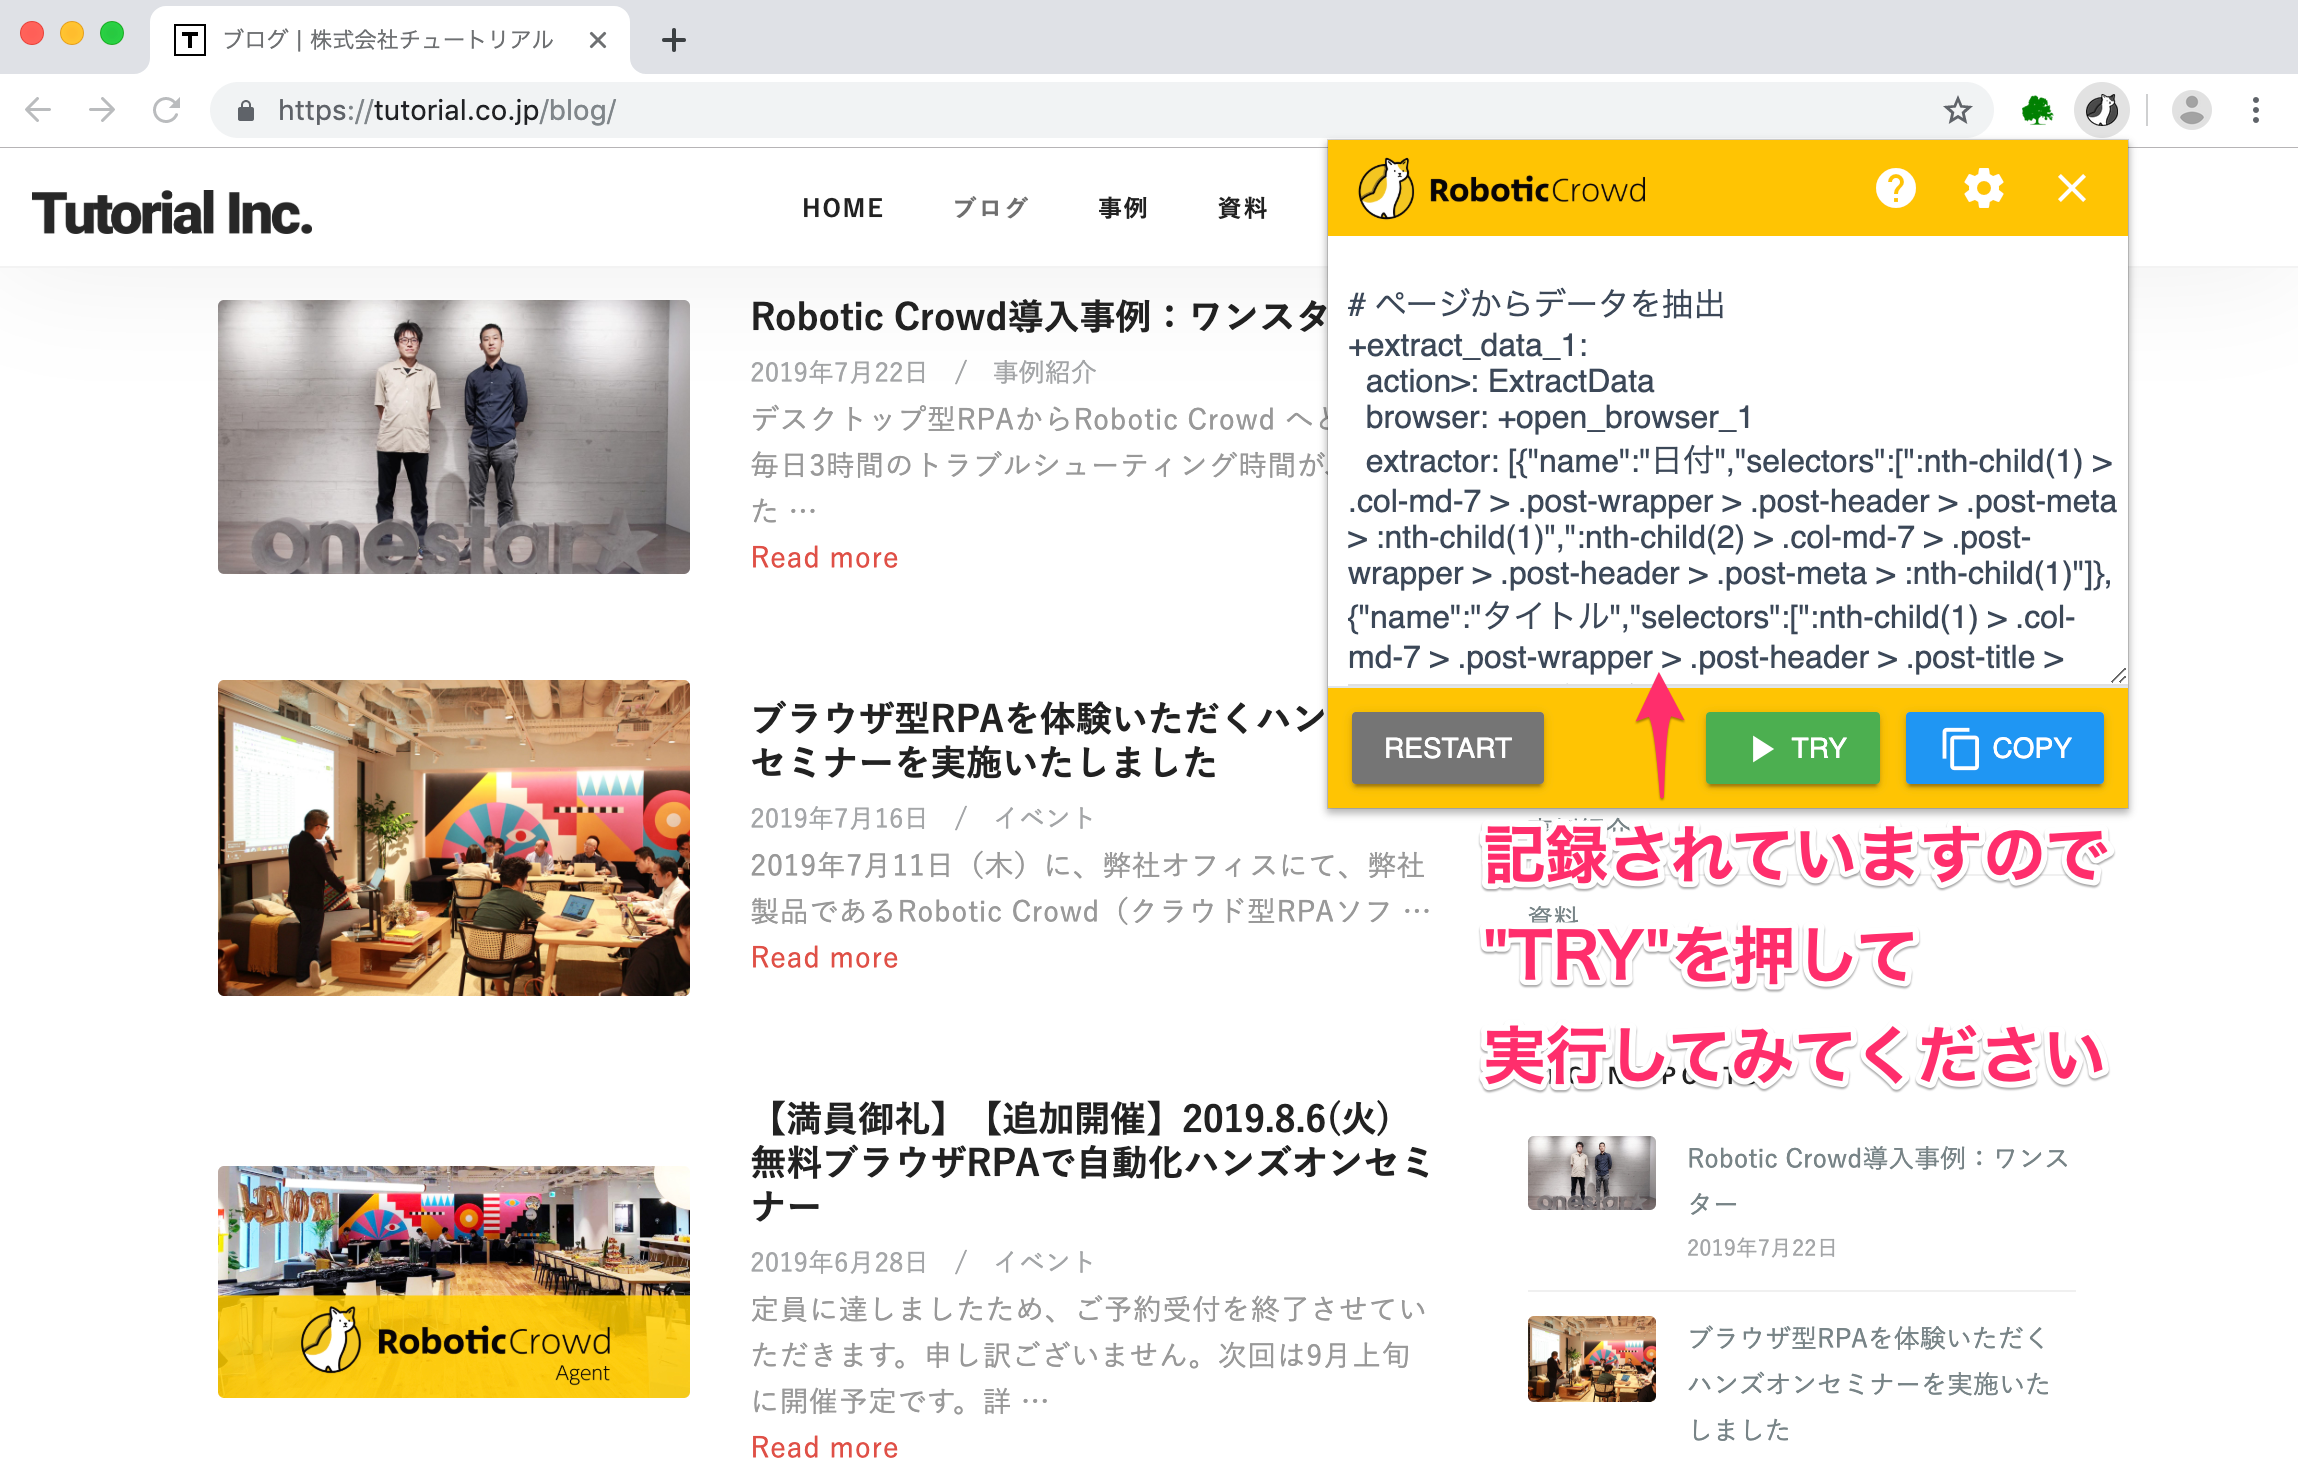 T ブログ | 株式会社チュートリアル
https://tutorial.co.jp/blog/
Tutorial Inc.
HOME ブログ 事例 資料
RoboticCrowd
# ページからデータを抽出
+extract_data_1:
action>: ExtractData
browser: +open_browser_1
extractor: [{"name":"日付","selectors":[":nth-child(1) >
.col-md-7 > .post-wrapper > .post-header > .post-meta
> :nth-child(1)",":nth-child(2) > .col-md-7 > .post-
wrapper > .post-header > .post-meta > :nth-child(1)"]},
{"name":"タイトル","selectors":[":nth-child(1) > .col-
md-7 > .post-wrapper > .post-header > .post-title >
RESTART TRY COPY
記録されていますので
"TRY"を押して
実行してみてください
onestar
Robotic Crowd導入事例：ワンスタ
2019年7月22日 / 事例紹介
デスクトップ型RPAからRobotic Crowd へ
毎日3時間のトラブルシューティング時間が
た …
Read more
ブラウザ型RPAを体験いただくハン
セミナーを実施いたしました
2019年7月16日 / イベント
2019年7月11日（木）に、弊社オフィスにて、弊社
製品であるRobotic Crowd（クラウド型RPAソフ …
Read more
【満員御礼】【追加開催】2019.8.6(火)
無料ブラウザRPAで自動化ハンズオンセミ
ナー
2019年6月28日 / イベント
定員に達しましたため、ご予約受付を終了させてい
ただきます。申し訳ございません。次回は9月上旬
に開催予定です。詳 …
Read more
RoboticCrowd
Agent
資料
Robotic Crowd導入事例：ワンス
ター
2019年7月22日
ブラウザ型RPAを体験いただく
ハンズオンセミナーを実施いた
しました